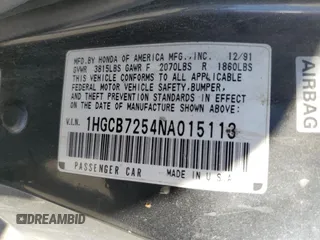 MFD. BY HONDA OF AMERICA MFG., INC. 12/91
GVWR 3815LBS GAWR F 2070LBS R 1860LBS
THIS VEHICLE CONFORMS TO ALL APPLICABLE
FEDERAL MOTOR VEHICLE SAFETY, BUMPER,
AND THEFT PREVENTION STANDARDS IN
EFFECT ON THE DATE OF MANUFACTURE
SHOWN ABOVE.
V.I.N. 1HGCB7254NA015113
PASSENGER CAR MADE IN U.S.A
AIRBAG
DREAMBID.COM